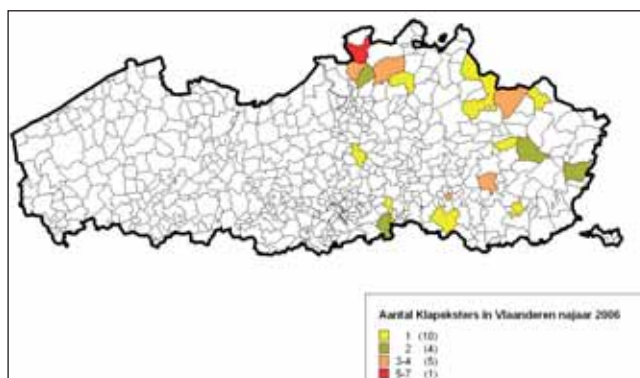 Aantal Klapeksters in Vlaanderen najaar 2006
1 (10)
2 (4)
3-4 (5)
5-7 (1)